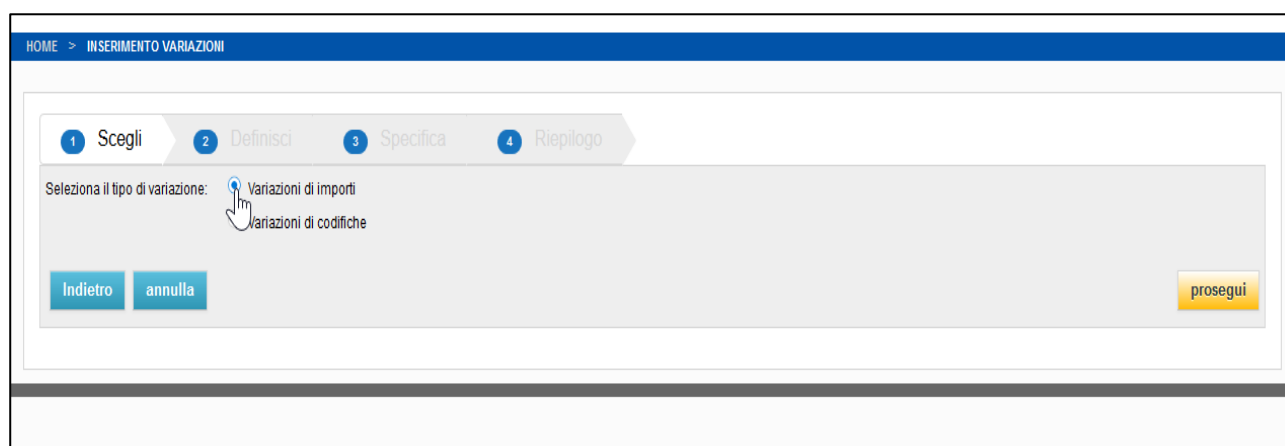 HOME > INSERIMENTO VARIAZIONI
1 Scegli 2 Definisci 3 Specifica 4 Riepilogo
Seleziona il tipo di variazione: Variazioni di importi
Variazioni di codifiche
Indietro annulla prosegui